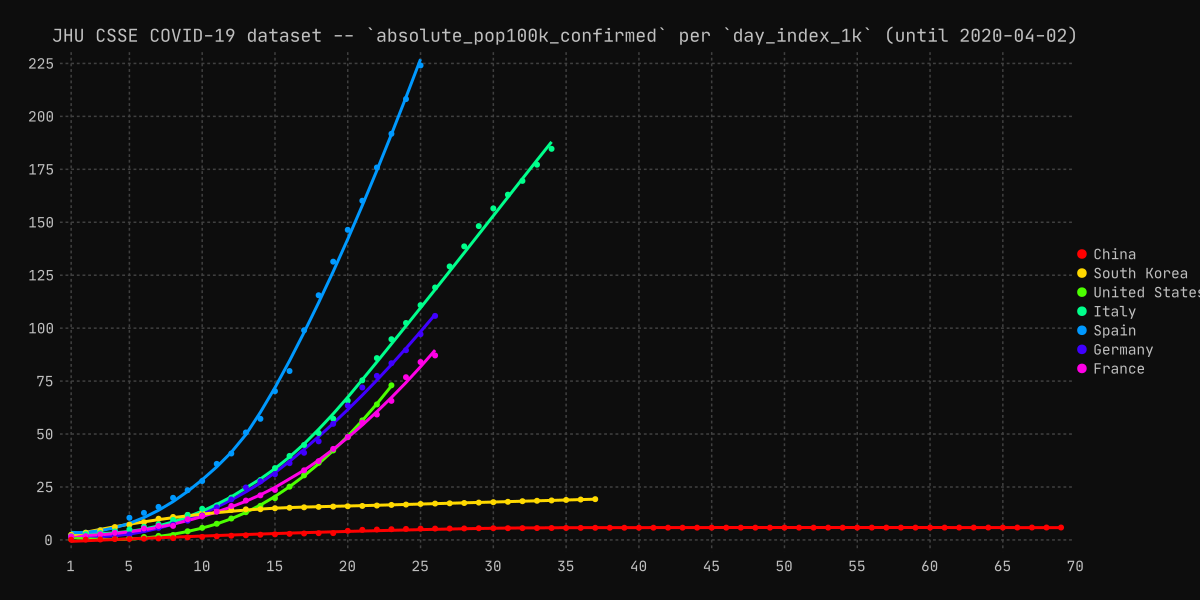 JHU CSSE COVID-19 dataset -- `absolute_pop100k_confirmed` per `day_index_1k` (until 2020-04-02)
225
200
175
150
125
100
75
50
25
0
1 5 10 15 20 25 30 35 40 45 50 55 60 65 70
China
South Korea
United States
Italy
Spain
Germany
France